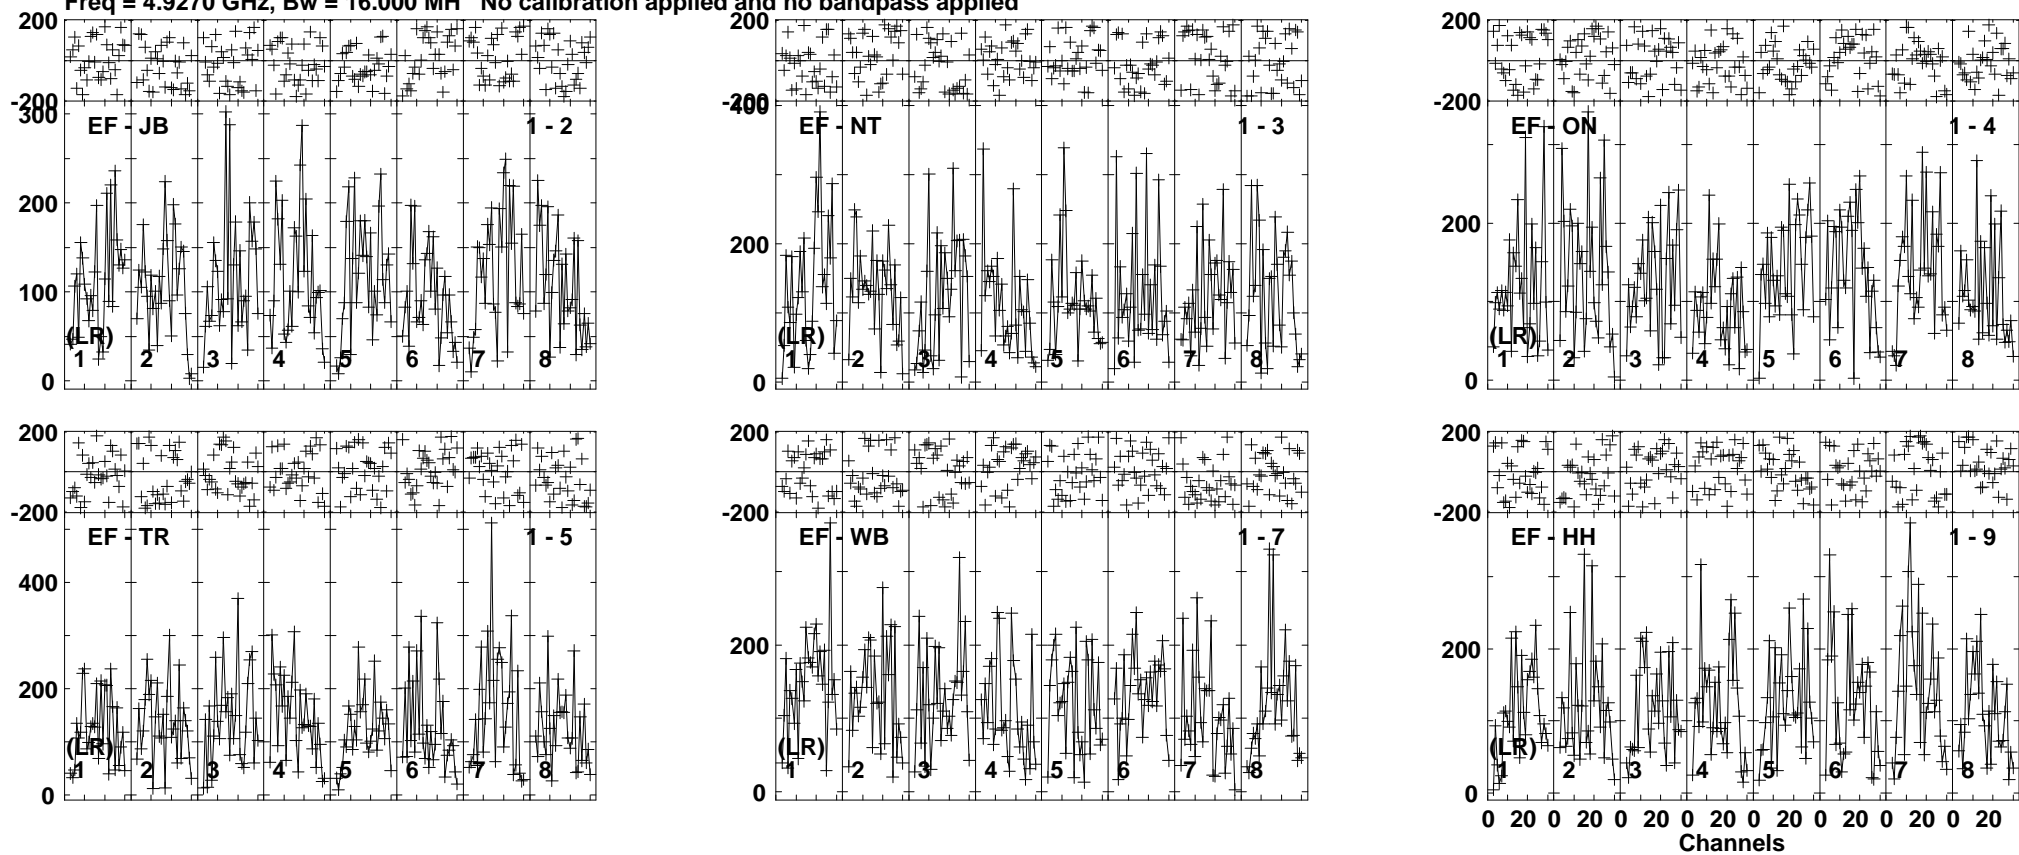 Freq = 4.9270 GHz, Bw = 16.000 MH No calibration applied and no bandpass applied
200
-200
300
200
100
0
EF - JB
1 - 2
(LR)
1 2 3 4 5 6 7 8
200
-200
400
200
0
EF - NT
1 - 3
(LR)
1 2 3 4 5 6 7 8
200
-200
200
0
EF - ON
1 - 4
(LR)
1 2 3 4 5 6 7 8
200
-200
400
200
0
EF - TR
1 - 5
(LR)
1 2 3 4 5 6 7 8
200
-200
200
0
EF - WB
1 - 7
(LR)
1 2 3 4 5 6 7 8
200
-200
200
0
EF - HH
1 - 9
(LR)
1 2 3 4 5 6 7 8
0 20 0 20 0 20 0 20 0 20 0 20 0 20 0 20
Channels